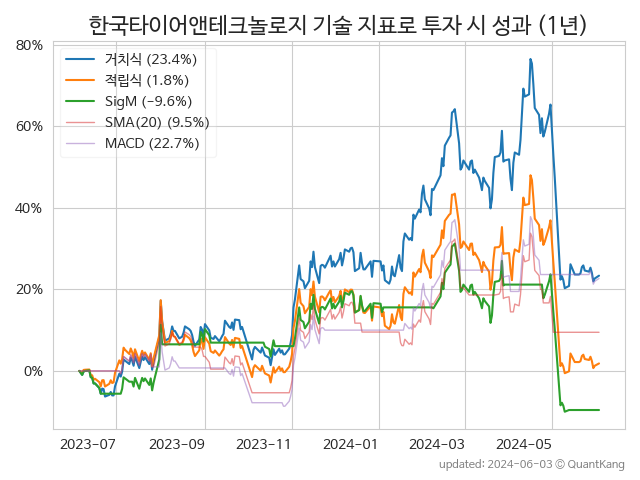 한국타이어앤테크놀로지 기술 지표로 투자 시 성과 (1년)
80%
60%
40%
20%
0%
거치식 (23.4%)
적립식 (1.8%)
SigM (−9.6%)
SMA(20) (9.5%)
MACD (22.7%)
2023-07 2023-09 2023-11 2024-01 2024-03 2024-05
updated: 2024-06-03 ⓒ QuantKang